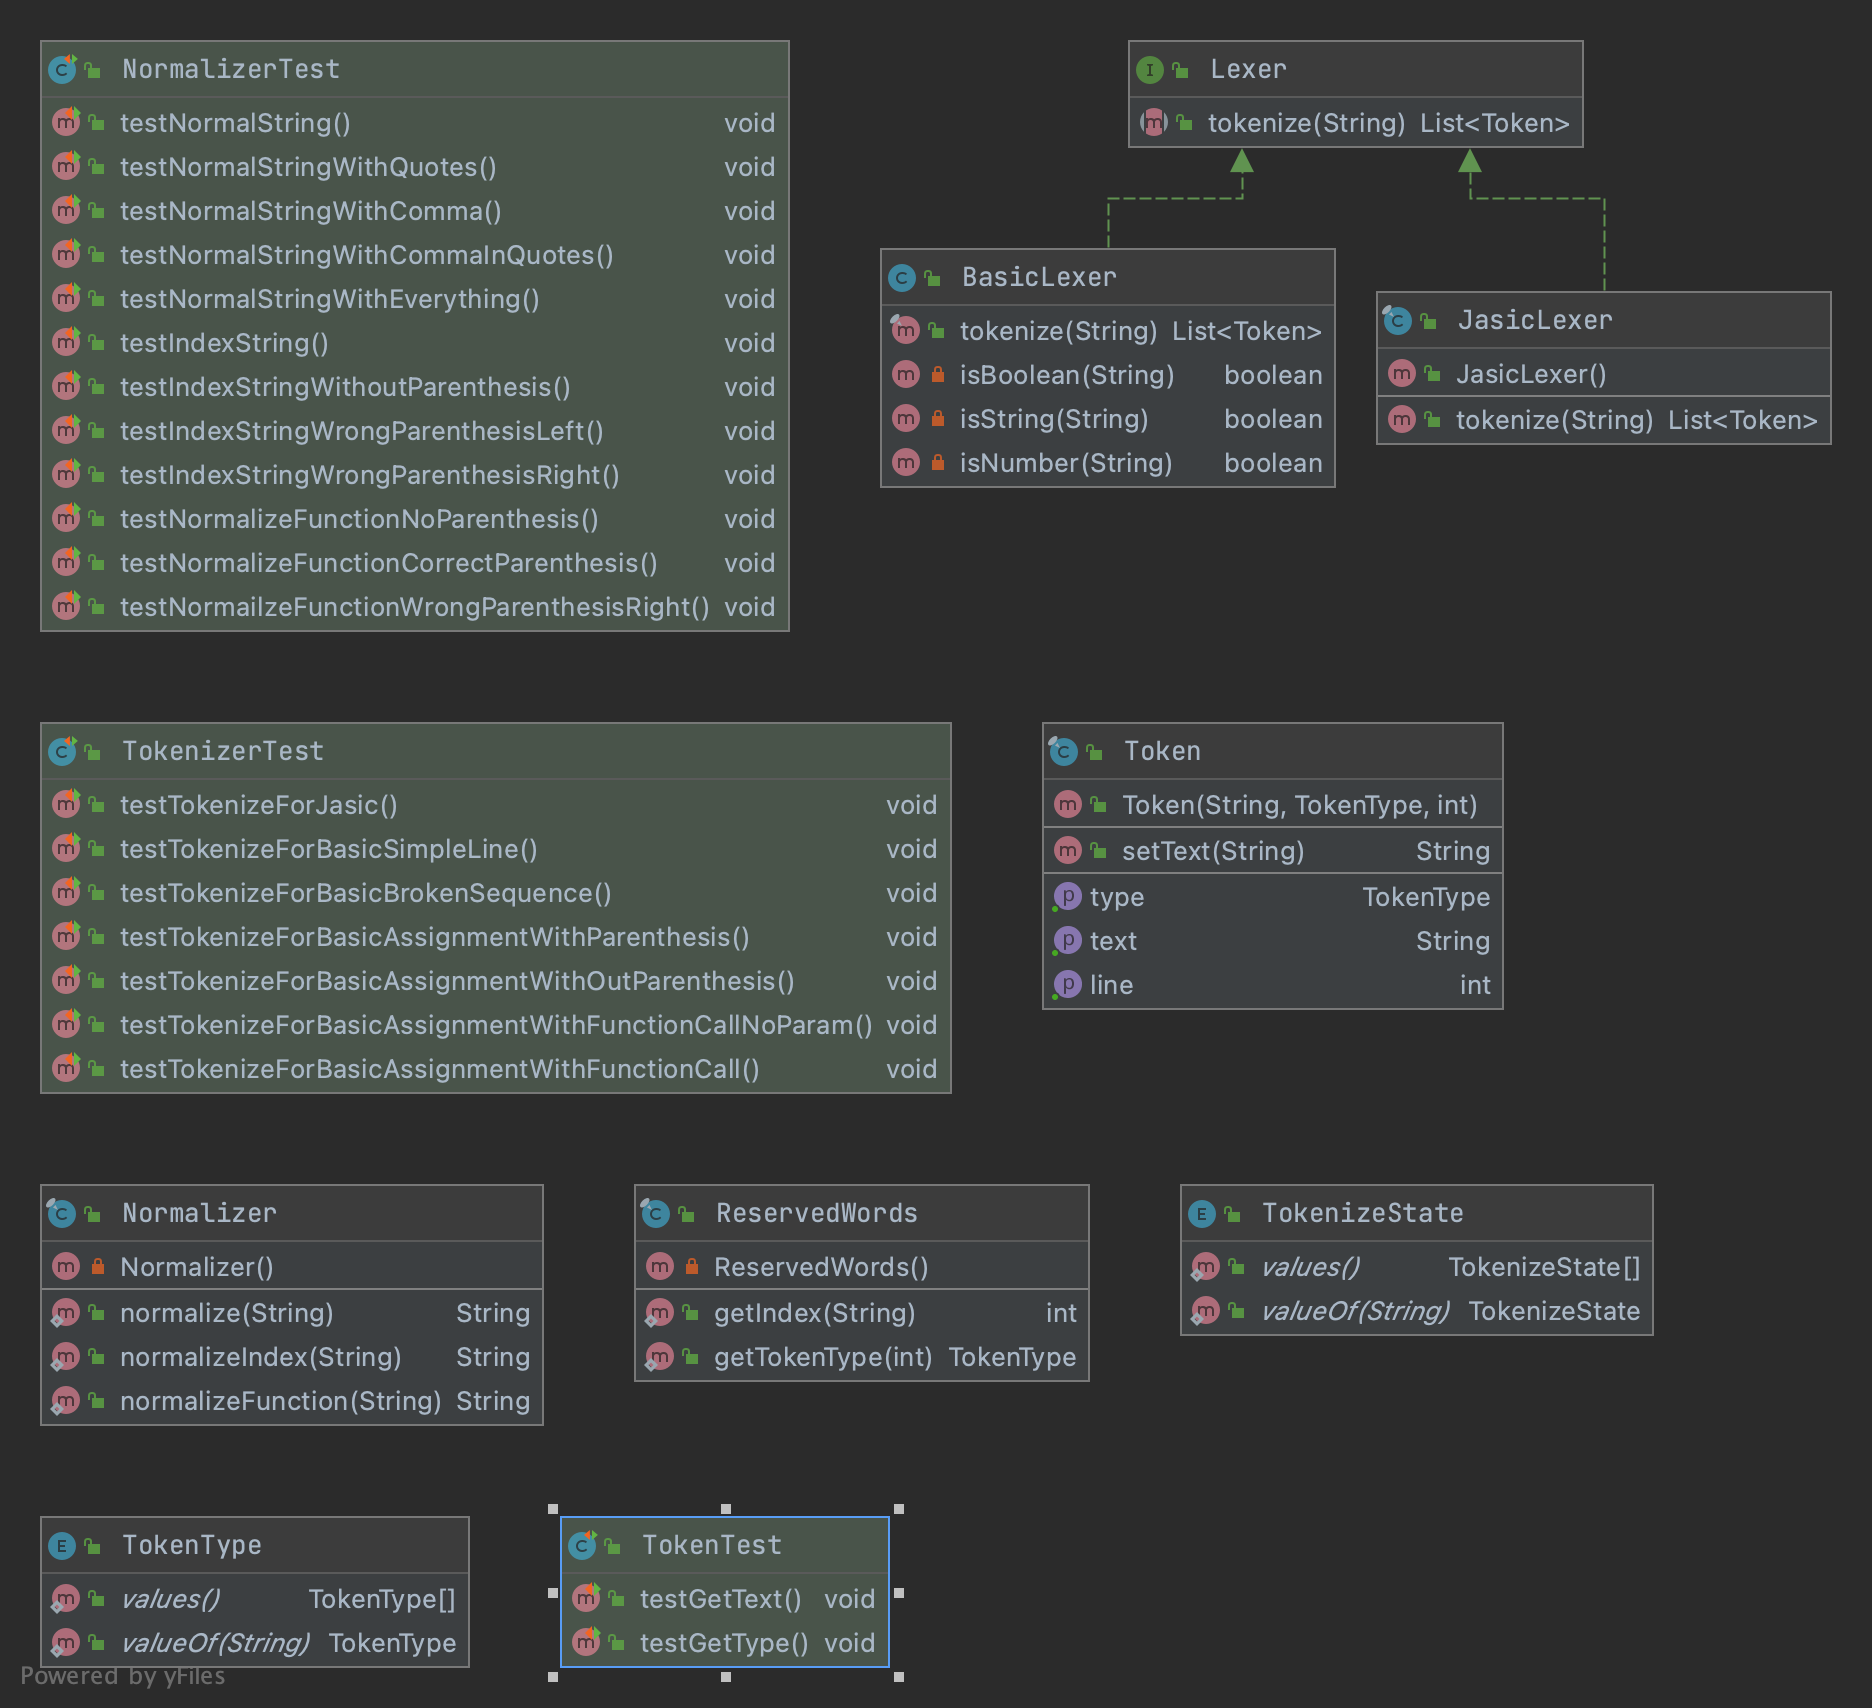 NormalizerTest
testNormalString() void
testNormalStringWithQuotes() void
testNormalStringWithComma() void
testNormalStringWithCommaInQuotes() void
testNormalStringWithEverything() void
testIndexString() void
testIndexStringWithoutParenthesis() void
testIndexStringWrongParenthesisLeft() void
testIndexStringWrongParenthesisRight() void
testNormalizeFunctionNoParenthesis() void
testNormalizeFunctionCorrectParenthesis() void
testNormailzeFunctionWrongParenthesisRight() void
Lexer
tokenize(String) List<Token>
BasicLexer
tokenize(String) List<Token>
isBoolean(String) boolean
isString(String) boolean
isNumber(String) boolean
JasicLexer
JasicLexer()
tokenize(String) List<Token>
TokenizerTest
testTokenizeForJasic() void
testTokenizeForBasicSimpleLine() void
testTokenizeForBasicBrokenSequence() void
testTokenizeForBasicAssignmentWithParenthesis() void
testTokenizeForBasicAssignmentWithOutParenthesis() void
testTokenizeForBasicAssignmentWithFunctionCallNoParam() void
testTokenizeForBasicAssignmentWithFunctionCall() void
Token
Token(String, TokenType, int)
setText(String) String
type TokenType
text String
line int
Normalizer
Normalizer()
normalize(String) String
normalizeIndex(String) String
normalizeFunction(String) String
ReservedWords
ReservedWords()
getIndex(String) int
getTokenType(int) TokenType
TokenizeState
values() TokenizeState[]
valueOf(String) TokenizeState
TokenType
values() TokenType[]
valueOf(String) TokenType
TokenTest
testGetText() void
testGetType() void
Powered by yFiles